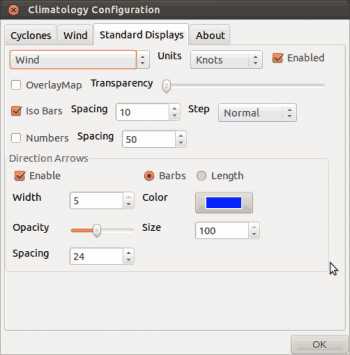 Climatology Configuration
Cyclones Wind Standard Displays About
Wind Units Knots Enabled
OverlayMap Transparency
Iso Bars Spacing 10 Step Normal
Numbers Spacing 50
Direction Arrows
Enable Barbs Length
Width 5 Color
Opacity Size 100
Spacing 24
OK